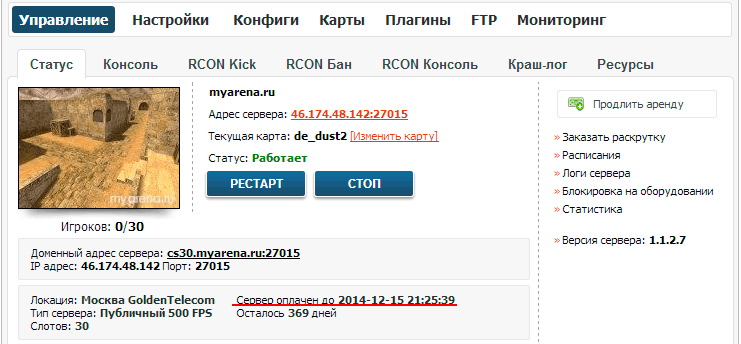 Управление Настройки Конфиги Карты Плагины FTP Мониторинг
Статус Консоль RCON Kick RCON Бан RCON Консоль Краш-лог Ресурсы
myarena.ru
Адрес сервера: 46.174.48.142:27015
Текущая карта: de_dust2 [Изменить карту]
Статус: Работает
РЕСТАРТ СТОП
myarena.ru
Игроков: 0/30
Доменный адрес сервера: cs30.myarena.ru:27015
IP адрес: 46.174.48.142 Порт: 27015
Локация: Москва GoldenTelecom
Тип сервера: Публичный 500 FPS
Слотов: 30
Сервер оплачен до 2014-12-15 21:25:39
Осталось 369 дней
Продлить аренду
» Заказать раскрутку
» Расписания
» Логи сервера
» Блокировка на оборудовании
» Статистика
» Версия сервера: 1.1.2.7